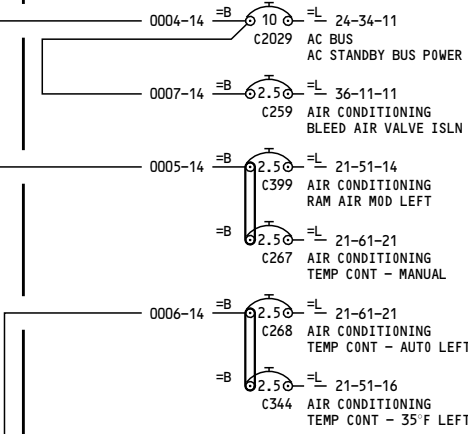 0004-14 =B 10 =L 24-34-11
C2029 AC BUS
AC STANDBY BUS POWER
0007-14 =B 2.5 =L 36-11-11
C259 AIR CONDITIONING
BLEED AIR VALVE ISLN
0005-14 =B 2.5 =L 21-51-14
C399 AIR CONDITIONING
RAM AIR MOD LEFT
=B 2.5 =L 21-61-21
C267 AIR CONDITIONING
TEMP CONT - MANUAL
0006-14 =B 2.5 =L 21-61-21
C268 AIR CONDITIONING
TEMP CONT - AUTO LEFT
=B 2.5 =L 21-51-16
C344 AIR CONDITIONING
TEMP CONT - 35°F LEFT